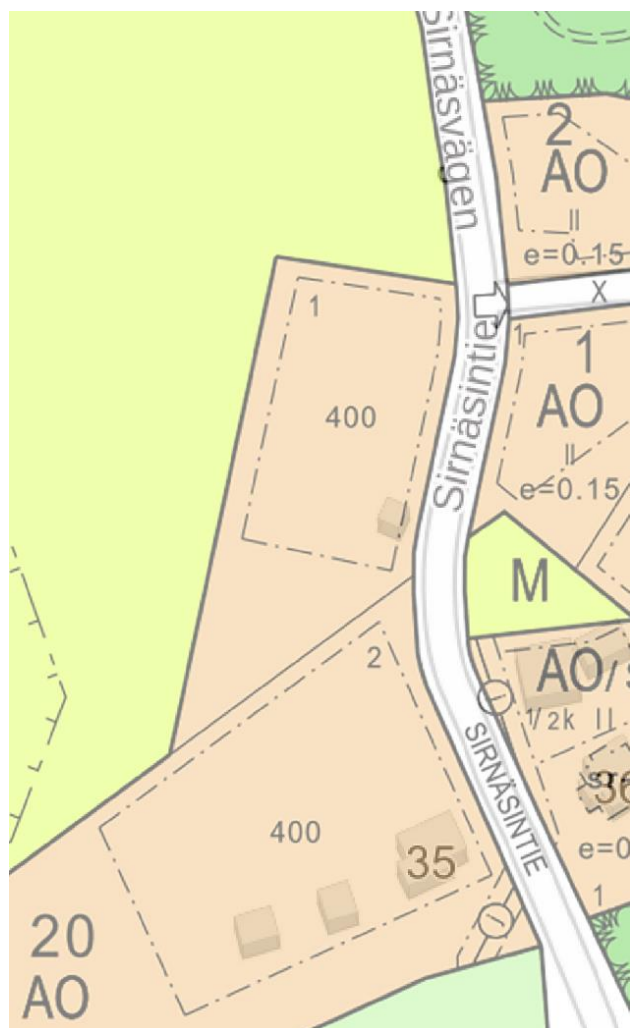 Sirnäsvägen
2
AO
II
e=0.15
X
1
Sirnäsintie
1
1
AO
II
e=0.15
400
M
2
AO/s
1/2k II
SIRNÄSINTIE
36
e=0
400
35
1
20
AO